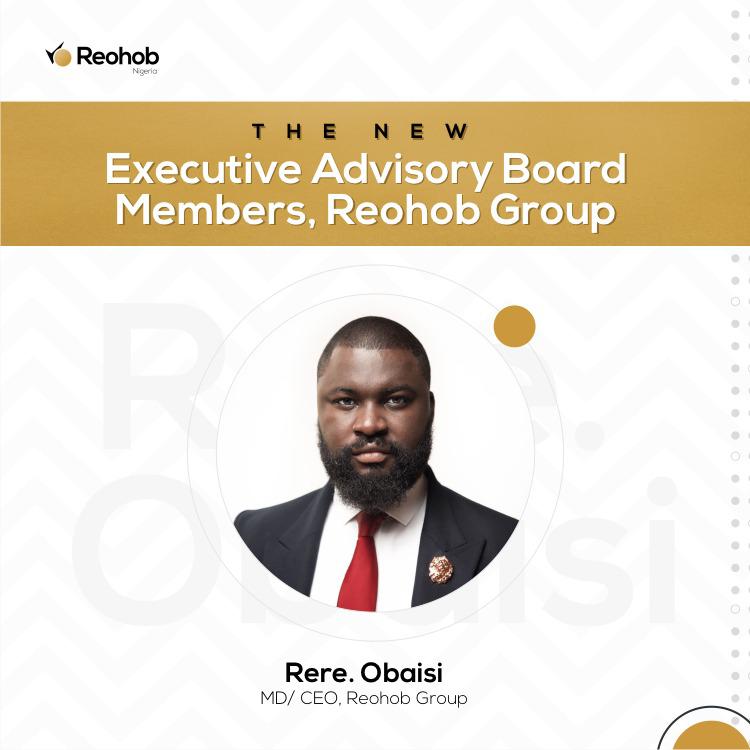 Reohob
Nigeria
THE NEW
Executive Advisory Board
Members, Reohob Group
Rere.
Obaisi
Rere. Obaisi
MD/ CEO, Reohob Group